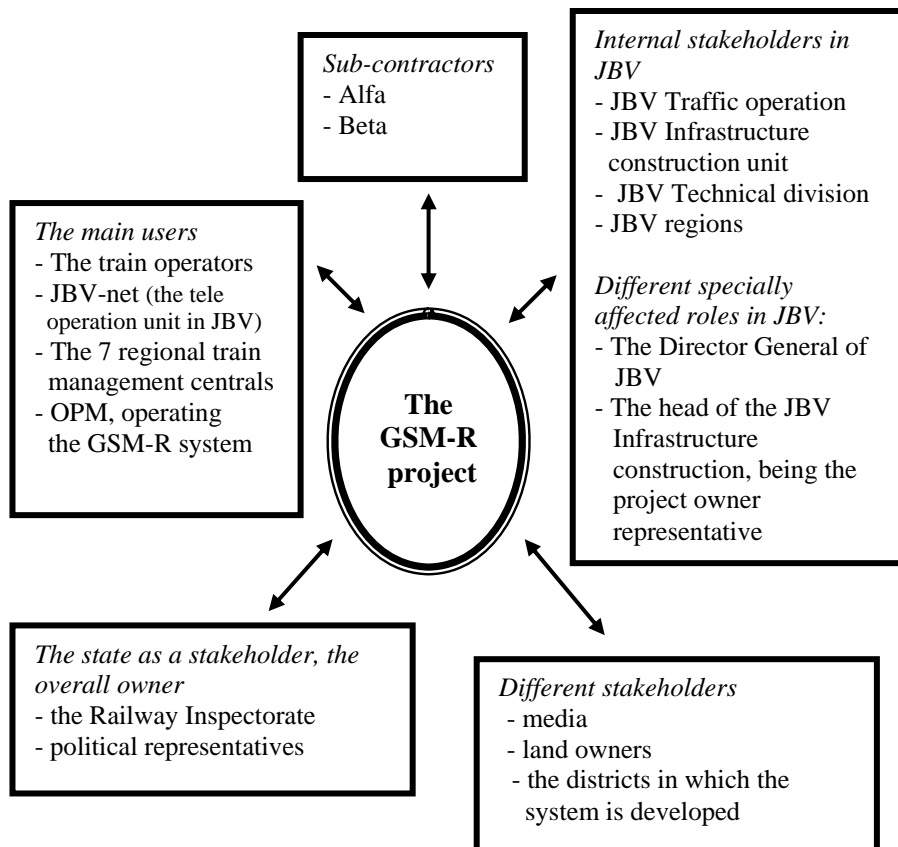 Sub-contractors
- Alfa
- Beta
Internal stakeholders in
JBV
- JBV Traffic operation
- JBV Infrastructure
construction unit
- JBV Technical division
- JBV regions
Different specially
affected roles in JBV:
- The Director General of
JBV
- The head of the JBV
Infrastructure
construction, being the
project owner
representative
The main users
- The train operators
- JBV-net (the tele
operation unit in JBV)
- The 7 regional train
management centrals
- OPM, operating
the GSM-R system
The
GSM-R
project
The state as a stakeholder, the
overall owner
- the Railway Inspectorate
- political representatives
Different stakeholders
- media
- land owners
- the districts in which the
system is developed